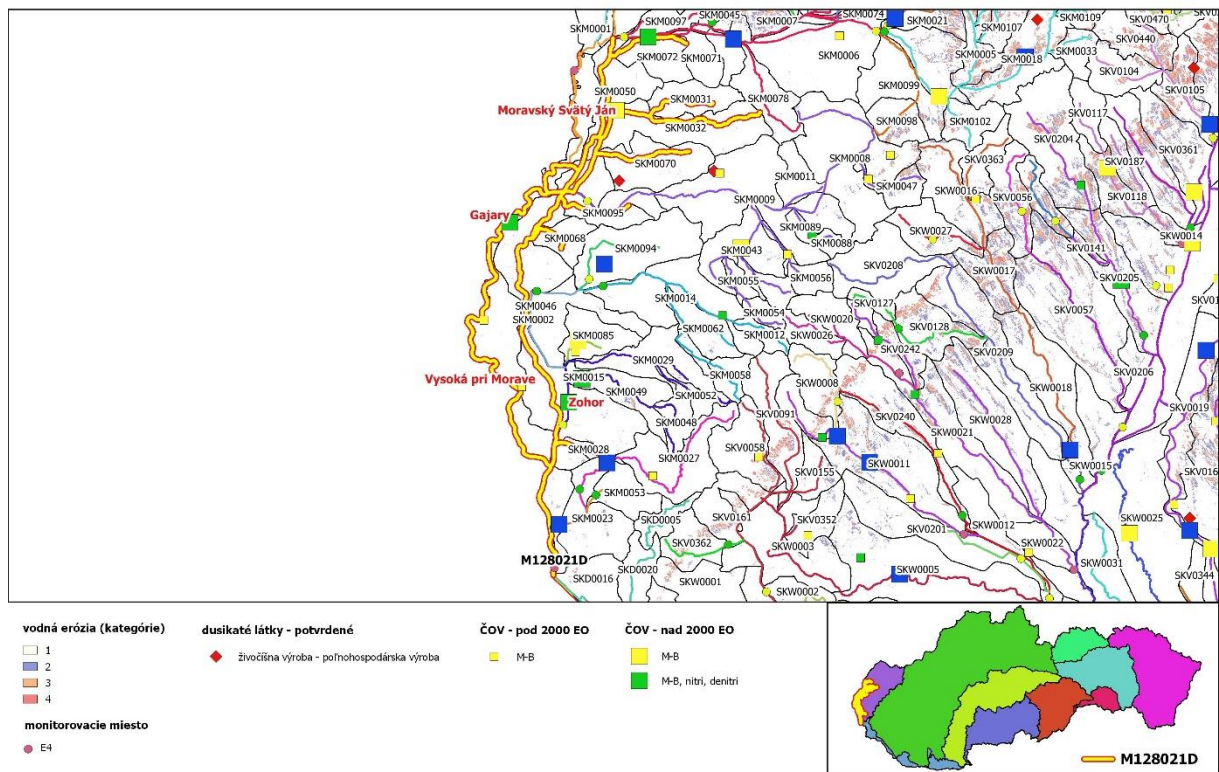 SKM0001
SKM0097
SKM0045
SKM0007
SKM0074
SKM0021
SKM0107
SKM0109
SKV0470
SKM0072
SKM0071
SKM0006
SKM0005
SKM0018
SKM0033
SKV0440
SKV0104
SKV0105
SKM0050
SKM0031
SKM0078
SKM0099
SKM0098
SKM0102
Moravský Svätý Ján
SKM0032
SKV0117
SKV0204
SKV0361
SKM0070
SKM0011
SKM0008
SKV0363
SKV0187
SKM0047
SKW0016
SKV0056
SKV0118
SKM0095
SKM0009
Gajary
SKM0068
SKM0094
SKM0089
SKM0088
SKM0043
SKW0027
SKV0141
SKW0014
SKM0055
SKM0056
SKV0208
SKW0017
SKV0205
SKM0046
SKM0002
SKM0014
SKM0054
SKM0062
SKM0012
SKW0020
SKW0026
SKV0127
SKV0128
SKV0057
SKM0085
SKV0242
SKV0209
SKV0206
SKM0029
SKM0058
Vysoká pri Morave
SKM0015
SKM0049
SKM0052
SKW0008
SKW0018
Zohor
SKM0048
SKV0091
SKV0240
SKW0021
SKW0028
SKV0019
SKM0028
SKM0027
SKV0058
SKV0155
SKW0011
SKW0015
SKM0053
SKM0023
SKD0005
SKV0161
SKV0352
SKV0201
SKW0012
SKW0025
M128021D
SKV0362
SKW0003
SKW0022
SKW0031
SKD0016
SKD0020
SKW0001
SKW0002
SKW0005
SKV0344
vodná erózia (kategórie)
1
2
3
4
monitorovacie miesto
E4
dusikaté látky - potvrdené
živočíšna výroba - poľnohospodárska výroba
ČOV - pod 2000 EO
M-B
ČOV - nad 2000 EO
M-B
M-B, nitri, denitri
M128021D